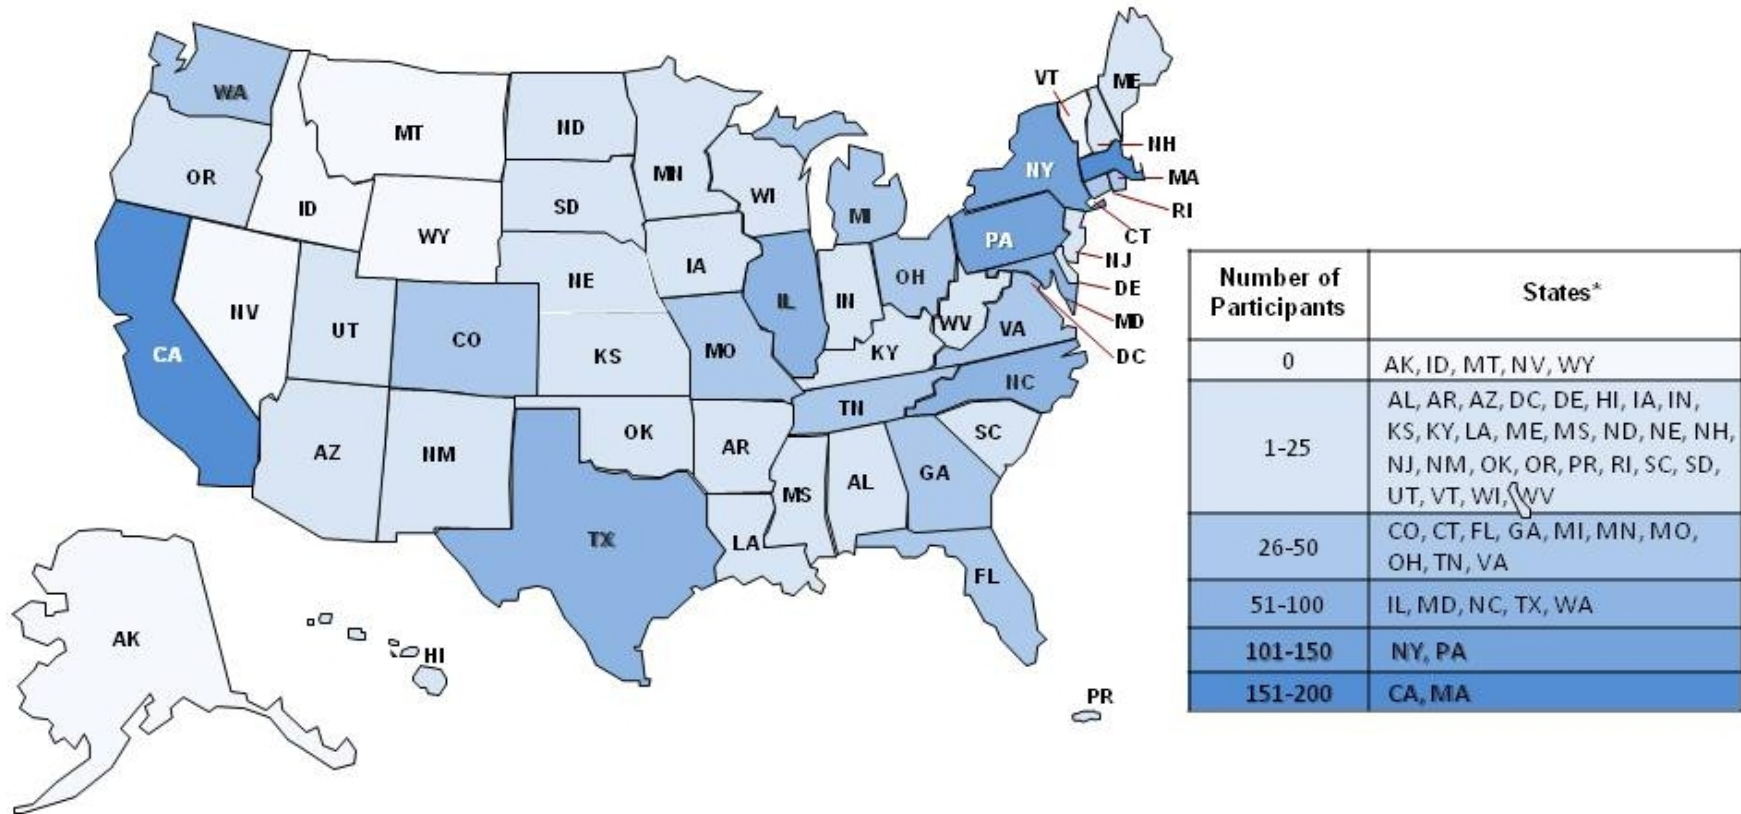 VT
ME
WA
MT
ND
MN
NH
OR
NY
MA
ID
SD
WI
MI
RI
WY
PA
CT
IA
NJ
NE
OH
DE
NV
IL
IN
UT
CO
WV
VA
MD
CA
KS
MO
KY
DC
NC
TN
OK
SC
AZ
NM
AR
GA
MS
AL
TX
LA
FL
AK
HI
PR
Number of
Participants
States*
0
AK, ID, MT, NV, WY
1-25
AL, AR, AZ, DC, DE, HI, IA, IN,
KS, KY, LA, ME, MS, ND, NE, NH,
NJ, NM, OK, OR, PR, RI, SC, SD,
UT, VT, WI, WV
26-50
CO, CT, FL, GA, MI, MN, MO,
OH, TN, VA
51-100
IL, MD, NC, TX, WA
101-150
NY, PA
151-200
CA, MA